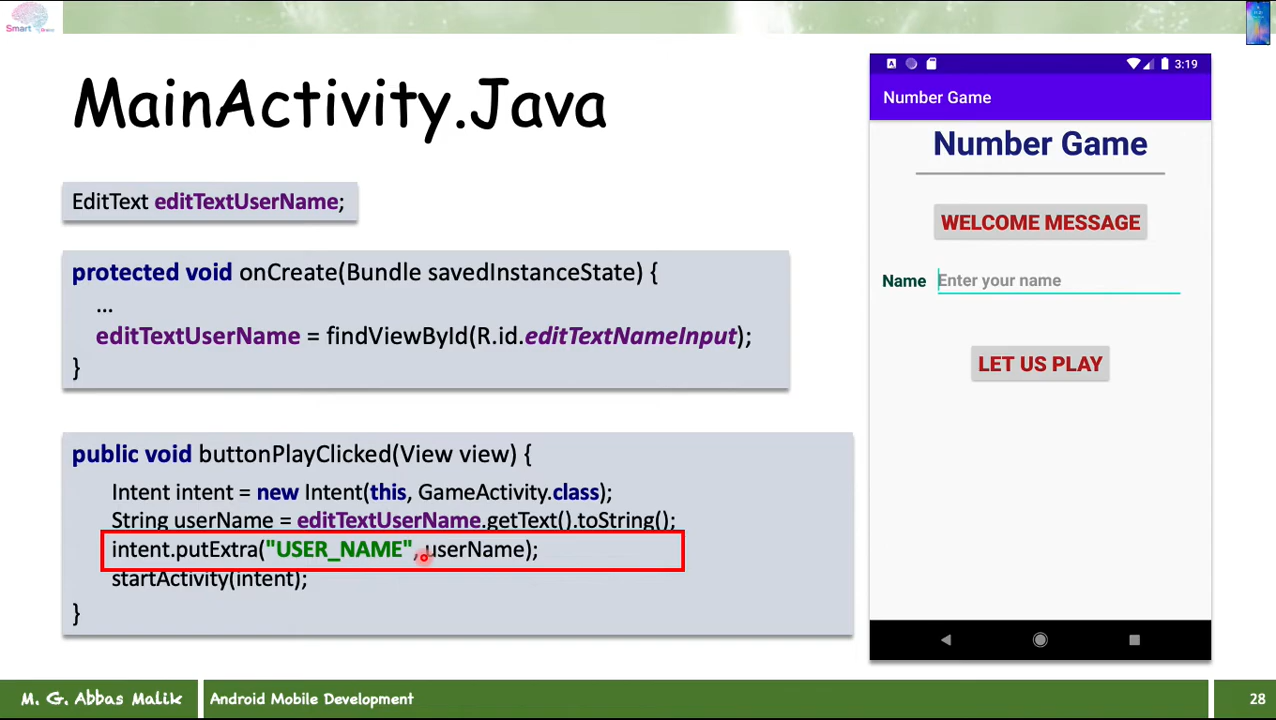 Smart Brains
MainActivity.Java
EditText editTextUserName;
protected void onCreate(Bundle savedInstanceState) {
...
editTextUserName = findViewById(R.id.editTextNameInput);
}
public void buttonPlayClicked(View view) {
Intent intent = new Intent(this, GameActivity.class);
String userName = editTextUserName.getText().toString();
intent.putExtra("USER_NAME", userName);
startActivity(intent);
}
A
3:19
Number Game
Number Game
WELCOME MESSAGE
Name Enter your name
LET US PLAY
M. G. Abbas Malik
Android Mobile Development
28